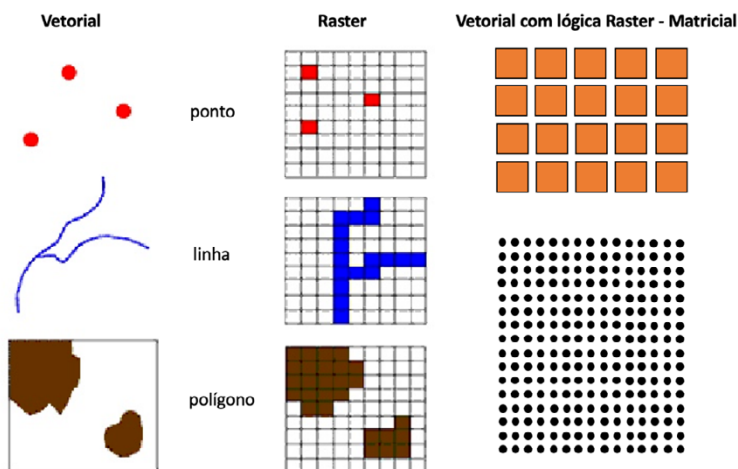 Vetorial
Raster
Vetorial com lógica Raster - Matricial
ponto
linha
polígono